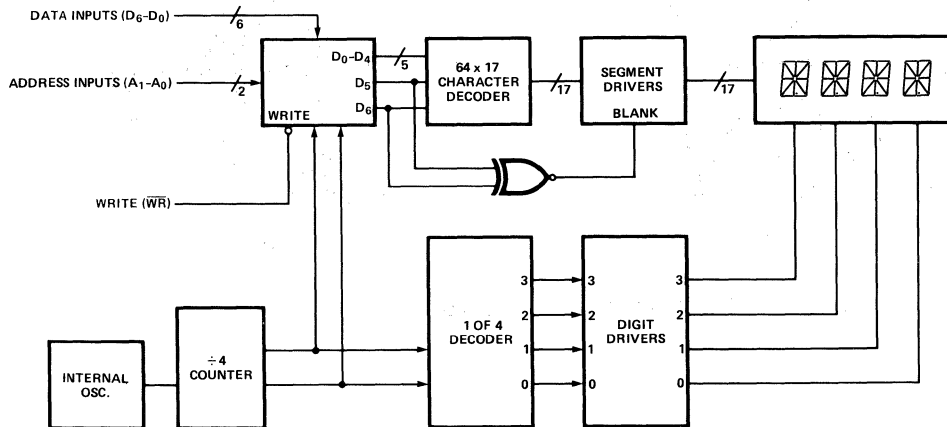 DATA INPUTS (D6-D0)
6
ADDRESS INPUTS (A1-A0)
2
WRITE
D0-D4
D5
D6
5
64 x 17
CHARACTER
DECODER
17
SEGMENT
DRIVERS
BLANK
17
WRITE (WR)
INTERNAL
OSC.
÷4
COUNTER
1 OF 4
DECODER
3
2
1
0
3
2
1
0
DIGIT
DRIVERS
3
2
1
0